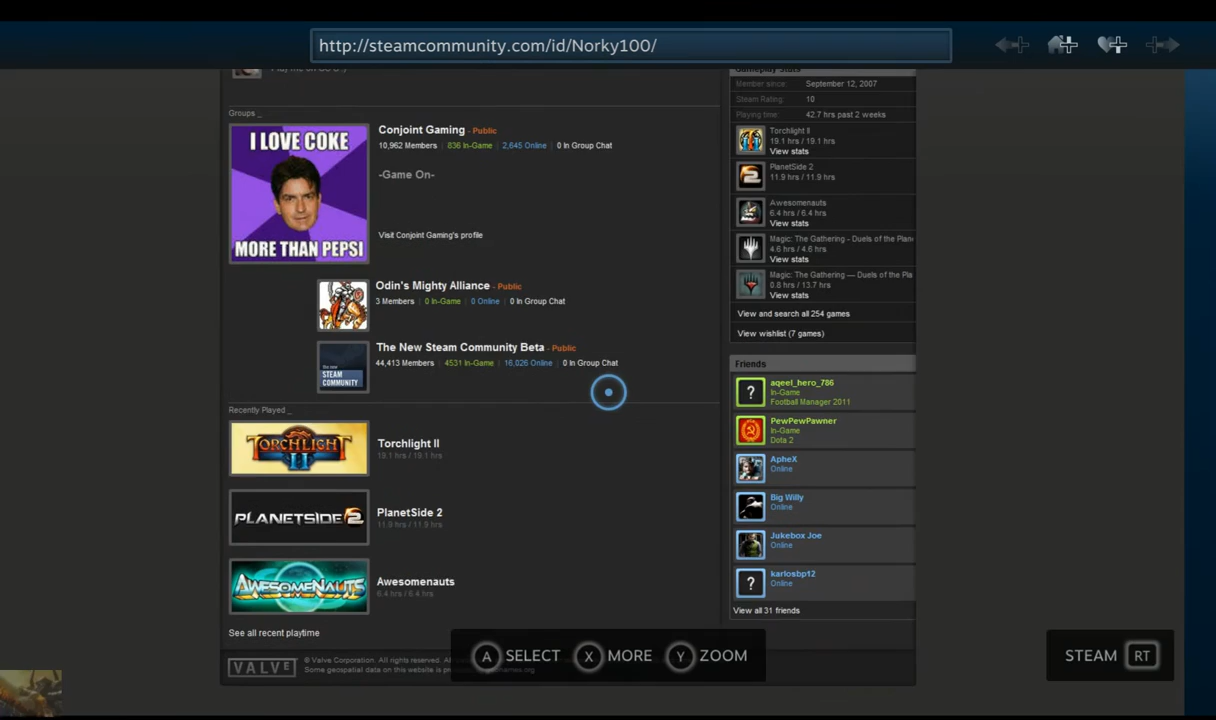 http://steamcommunity.com/id/Norky100/
Groups _
I LOVE COKE
MORE THAN PEPSI
Conjoint Gaming - Public
10,962 Members | 836 In-Game | 2,645 Online | 0 In Group Chat
-Game On-
Visit Conjoint Gaming's profile
Odin's Mighty Alliance - Public
3 Members | 0 In-Game | 0 Online | 0 In Group Chat
STEAM
COMMUNITY
The New Steam Community Beta - Public
44,413 Members | 4531 In-Game | 16,026 Online | 0 In Group Chat
Recently Played _
TORCHLIGHT II
Torchlight II
19.1 hrs / 19.1 hrs
PLANETSIDE 2
PlanetSide 2
11.9 hrs / 11.9 hrs
AWESOMENAUTS
Awesomenauts
6.4 hrs / 6.4 hrs
See all recent playtime
VALVE
© Valve Corporation. All rights reserved.
Some geospatial data on this website is
Gameplay Stats
Member since: September 12, 2007
Steam Rating: 10
Playing time: 42.7 hrs past 2 weeks
Torchlight II
19.1 hrs / 19.1 hrs
View stats
2
PlanetSide 2
11.9 hrs / 11.9 hrs
Awesomenauts
6.4 hrs / 6.4 hrs
View stats
Magic: The Gathering - Duels of the Plan
4.6 hrs / 4.6 hrs
View stats
Magic: The Gathering — Duels of the Pla
0.8 hrs / 13.7 hrs
View stats
View and search all 254 games
View wishlist (7 games)
Friends
?
aqeel_hero_786
In-Game
Football Manager 2011
PewPewPawner
In-Game
Dota 2
ApheX
Online
Big Willy
Online
Jukebox Joe
Online
?
karlosbp12
Online
View all 31 friends
A SELECT X MORE Y ZOOM
STEAM RT